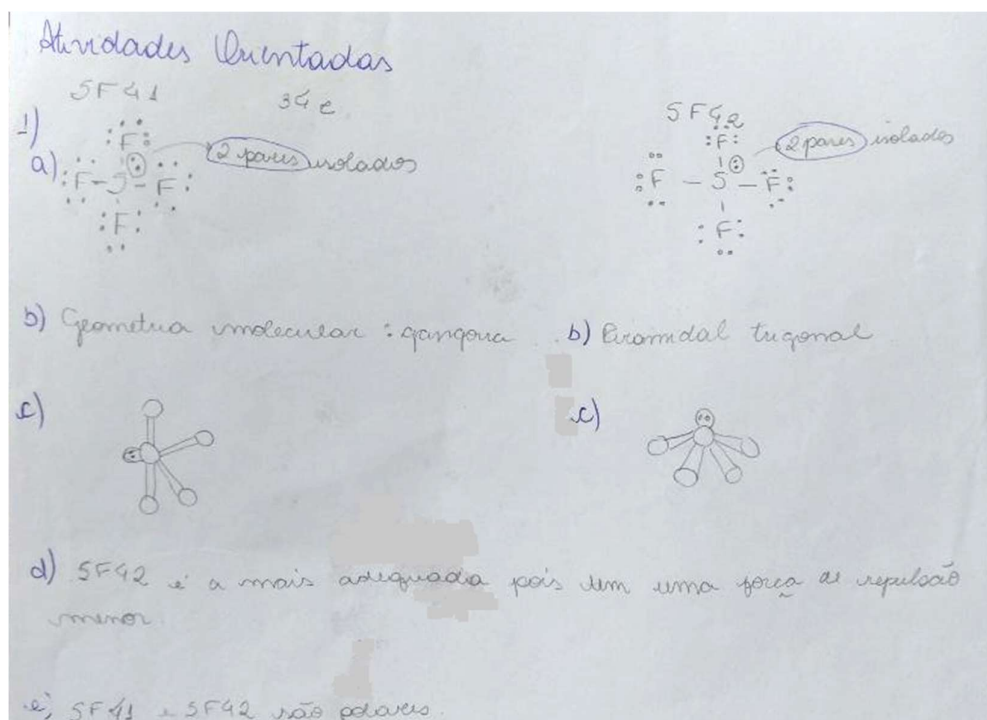 Atividades Orientadas
SF41 34 e SF42
1)
a) :F-S-F: 2 pares isolados :F-S-F: 2 pares isolados
b) Geometria molecular : gangorra b) Piramidal trigonal
c) c)
d) SF42 é a mais adequada pois tem uma força de repulsão
menor.
e) SF41 e SF42 são polares.